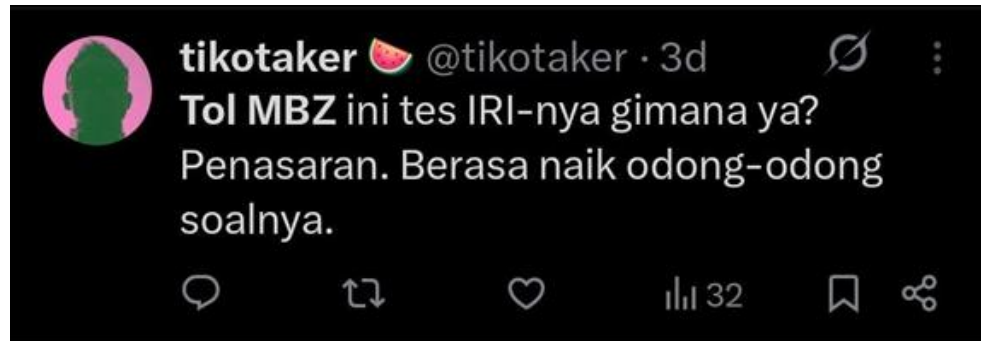 tikotaker 🍉 @tikotaker · 3d
Tol MBZ ini tes IRI-nya gimana ya?
Penasaran. Berasa naik odong-odong
soalnya.
32